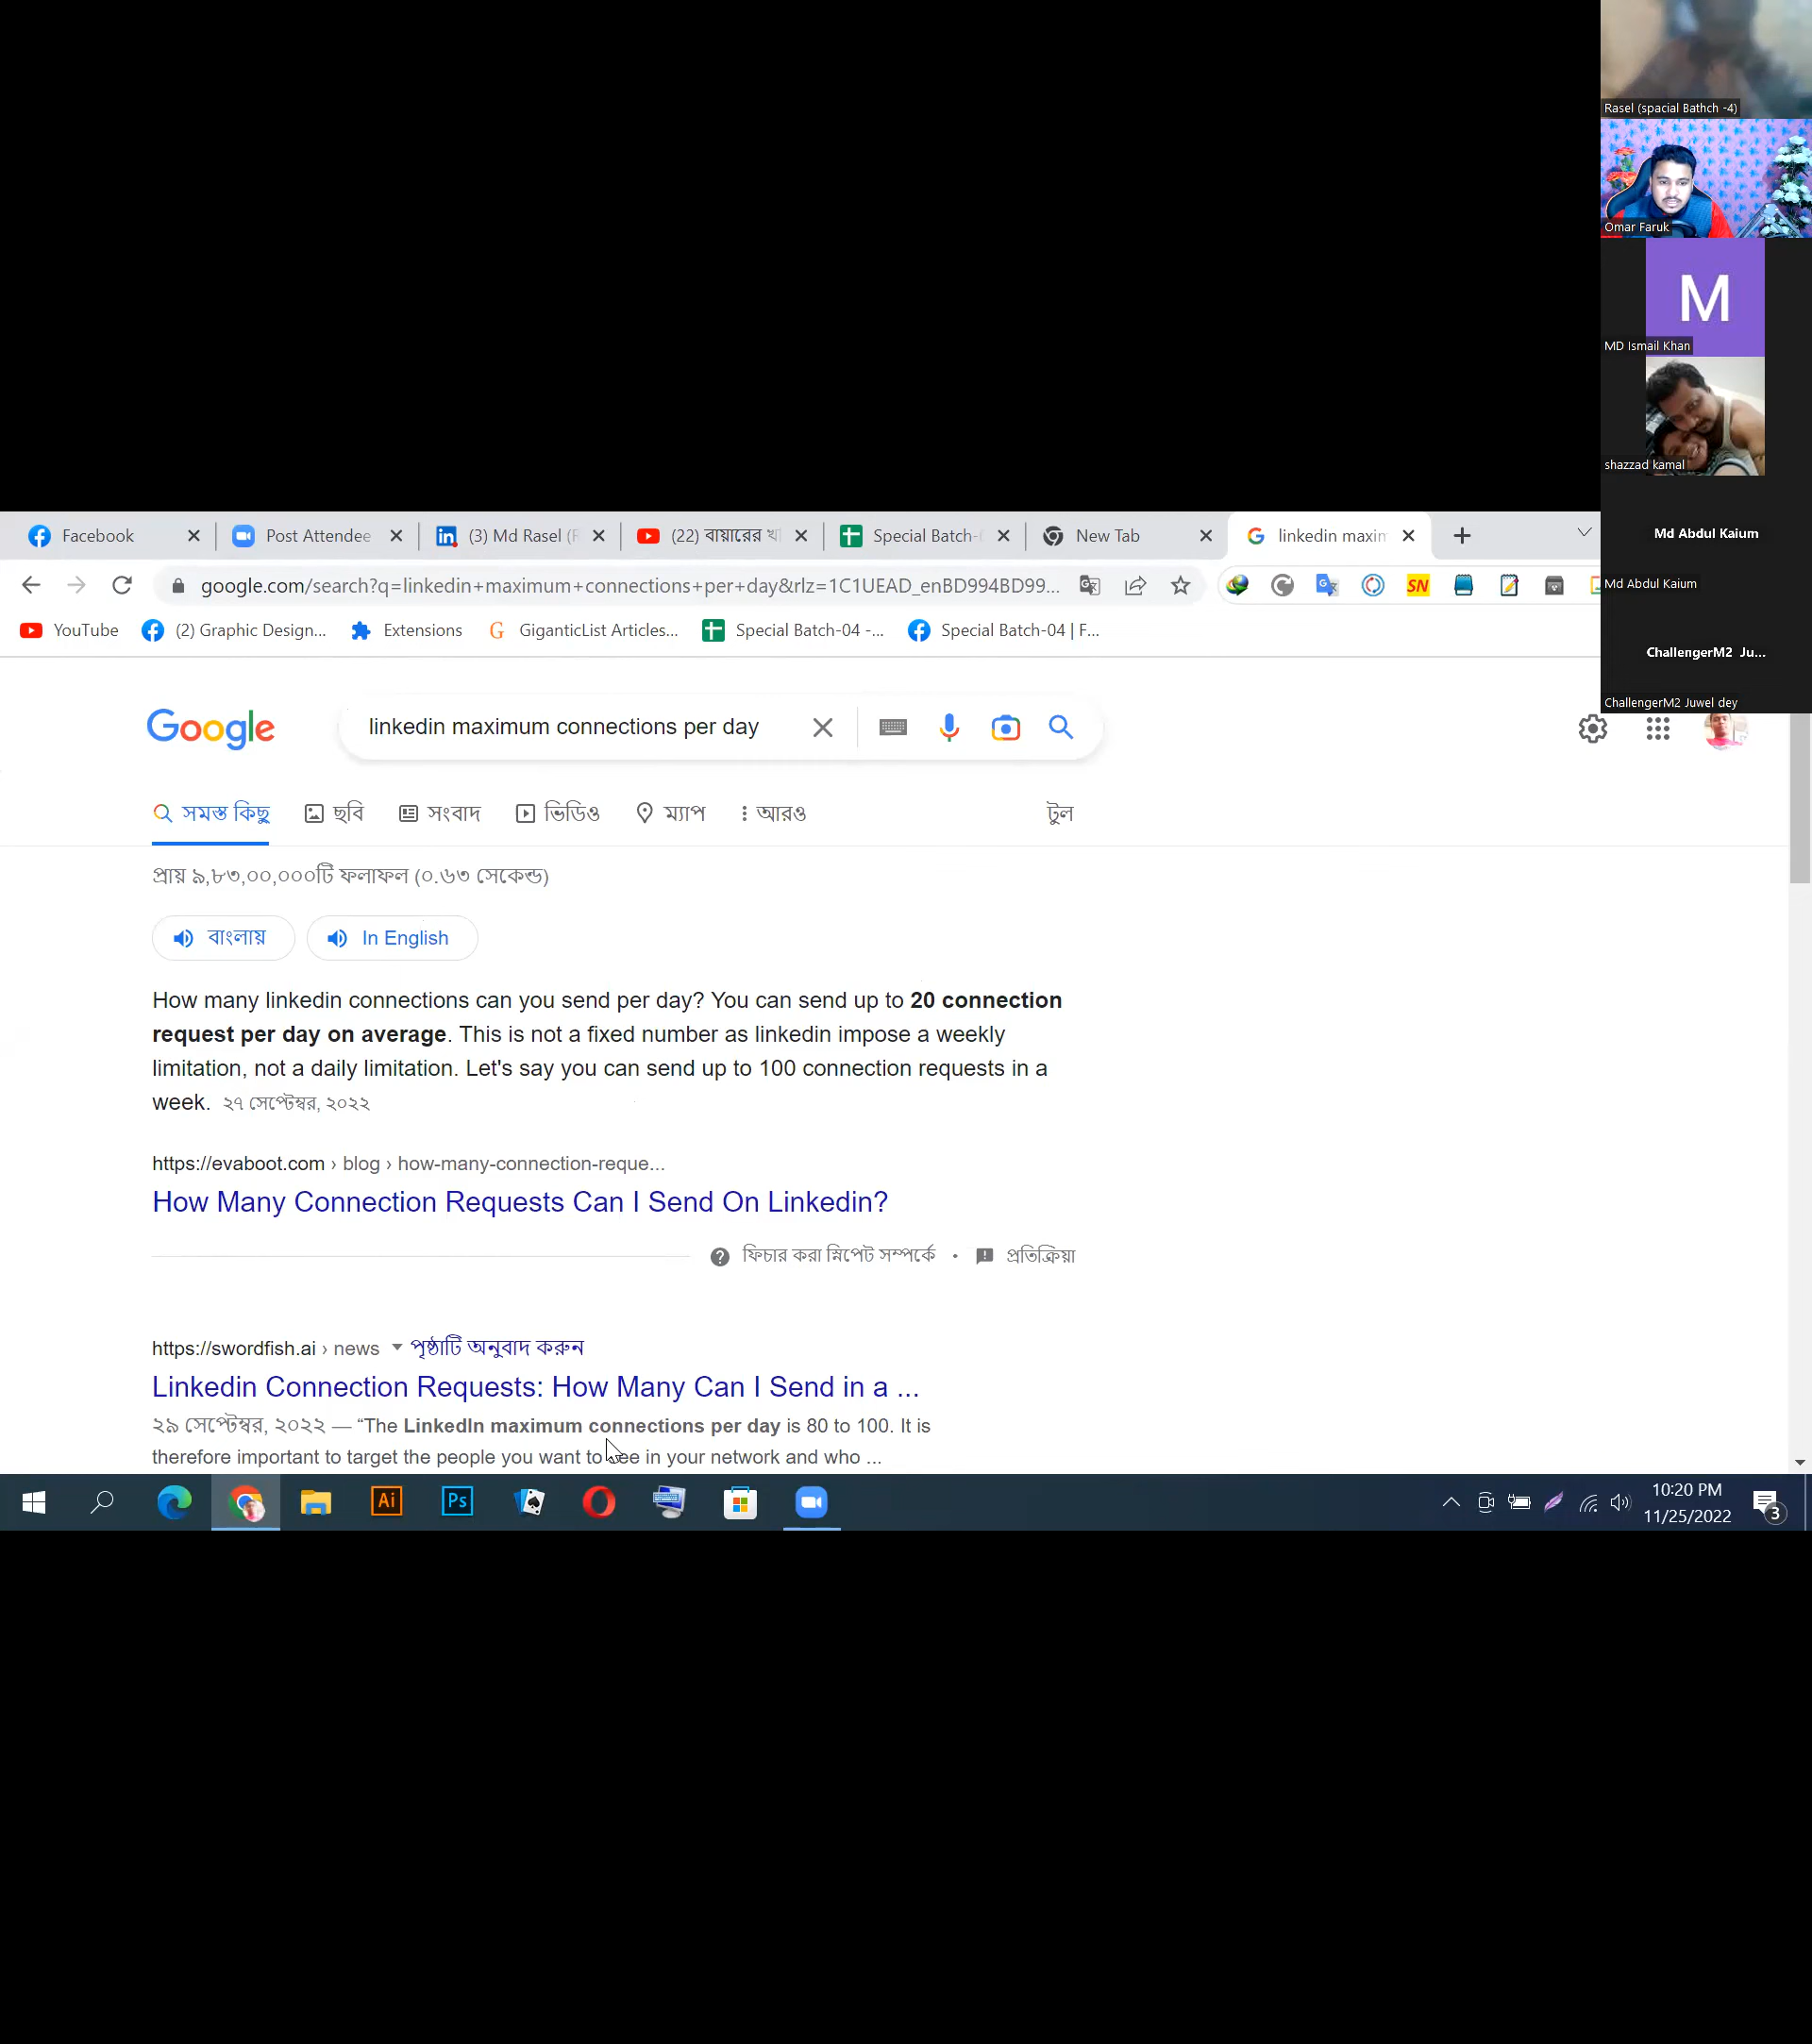 Rasel (spacial Bathch -4)
Omar Faruk
M
MD Ismail Khan
shazzad kamal
Md Abdul Kaium
Md Abdul Kaium
ChallengerM2 Ju...
ChallengerM2 Juwel dey
Facebook
Post Attendee
(3) Md Rasel (
(22) বায়ারের
Special Batch-
New Tab
linkedin maxim
google.com/search?q=linkedin+maximum+connections+per+day&rlz=1C1UEAD_enBD994BD99...
SN
YouTube
(2) Graphic Design...
Extensions
G GiganticList Articles...
Special Batch-04 -...
Special Batch-04 | F...
Google
linkedin maximum connections per day
সমস্ত কিছু
ছবি
সংবাদ
ভিডিও
ম্যাপ
আরও
টুল
প্রায় ৯,৮৩,০০,০০০টি ফলাফল (০.৬৩ সেকেন্ড)
বাংলায়
In English
How many linkedin connections can you send per day? You can send up to 20 connection
request per day on average. This is not a fixed number as linkedin impose a weekly
limitation, not a daily limitation. Let's say you can send up to 100 connection requests in a
week. ২৭ সেপ্টেম্বর, ২০২২
https://evaboot.com › blog › how-many-connection-reque...
How Many Connection Requests Can I Send On Linkedin?
ফিচার করা স্নিপেট সম্পর্কে • প্রতিক্রিয়া
https://swordfish.ai › news পৃষ্ঠাটি অনুবাদ করুন
Linkedin Connection Requests: How Many Can I Send in a ...
২৯ সেপ্টেম্বর, ২০২২ — “The LinkedIn maximum connections per day is 80 to 100. It is
therefore important to target the people you want to see in your network and who ...
Ai
Ps
10:20 PM
11/25/2022
3